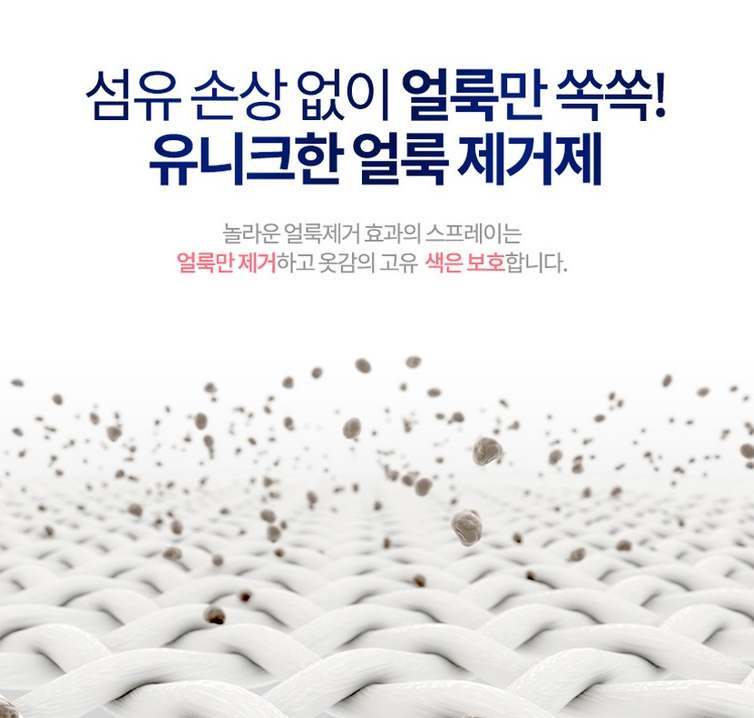 섬유 손상 없이 얼룩만 쏙쏙!
유니크한 얼룩 제거제
놀라운 얼룩제거 효과의 스프레이는
얼룩만 제거하고 옷감의 고유 색은 보호합니다.